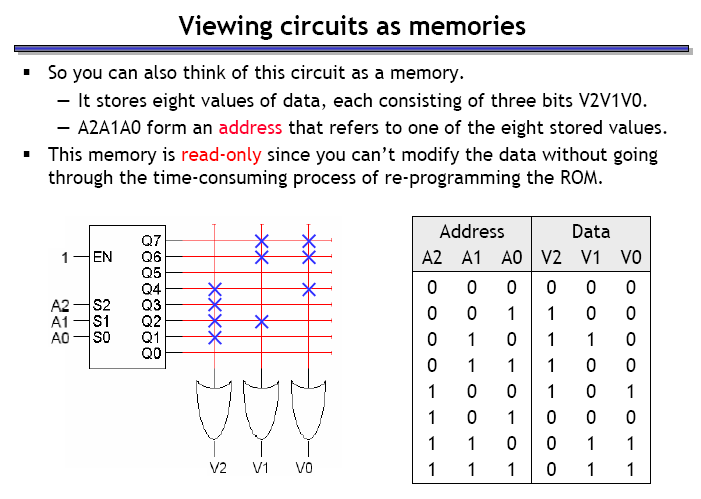 Viewing circuits as memories
▪ So you can also think of this circuit as a memory.
— It stores eight values of data, each consisting of three bits V2V1V0.
— A2A1A0 form an address that refers to one of the eight stored values.
▪ This memory is read-only since you can’t modify the data without going
through the time-consuming process of re-programming the ROM.
Q7
1 EN Q6
Q5
Q4
A2 S2 Q3
A1 S1 Q2
A0 S0 Q1
Q0
V2 V1 V0
Address Data
A2 A1 A0 V2 V1 V0
0 0 0 0 0 0
0 0 1 1 0 0
0 1 0 1 1 0
0 1 1 1 0 0
1 0 0 1 0 1
1 0 1 0 0 0
1 1 0 0 1 1
1 1 1 0 1 1